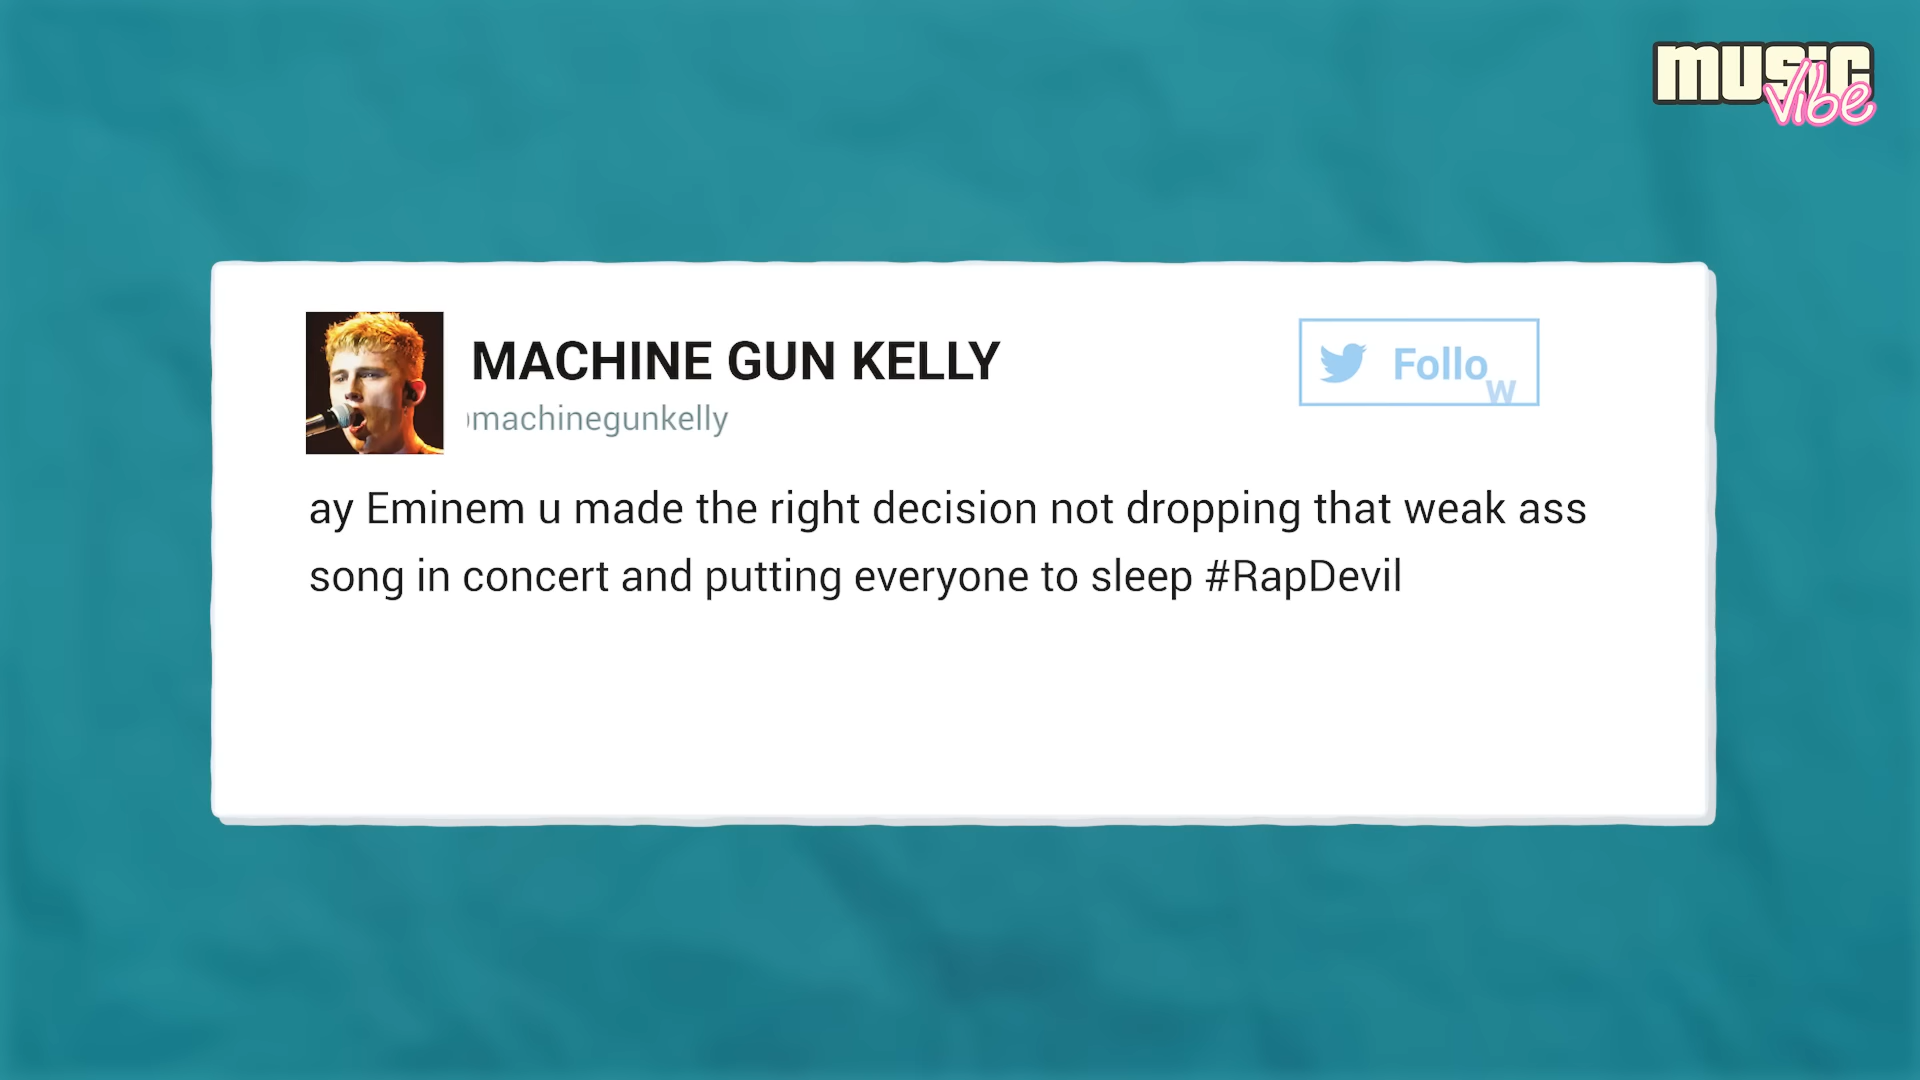 music
vibe
MACHINE GUN KELLY
machinegunkelly
Follow
ay Eminem u made the right decision not dropping that weak ass
song in concert and putting everyone to sleep #RapDevil